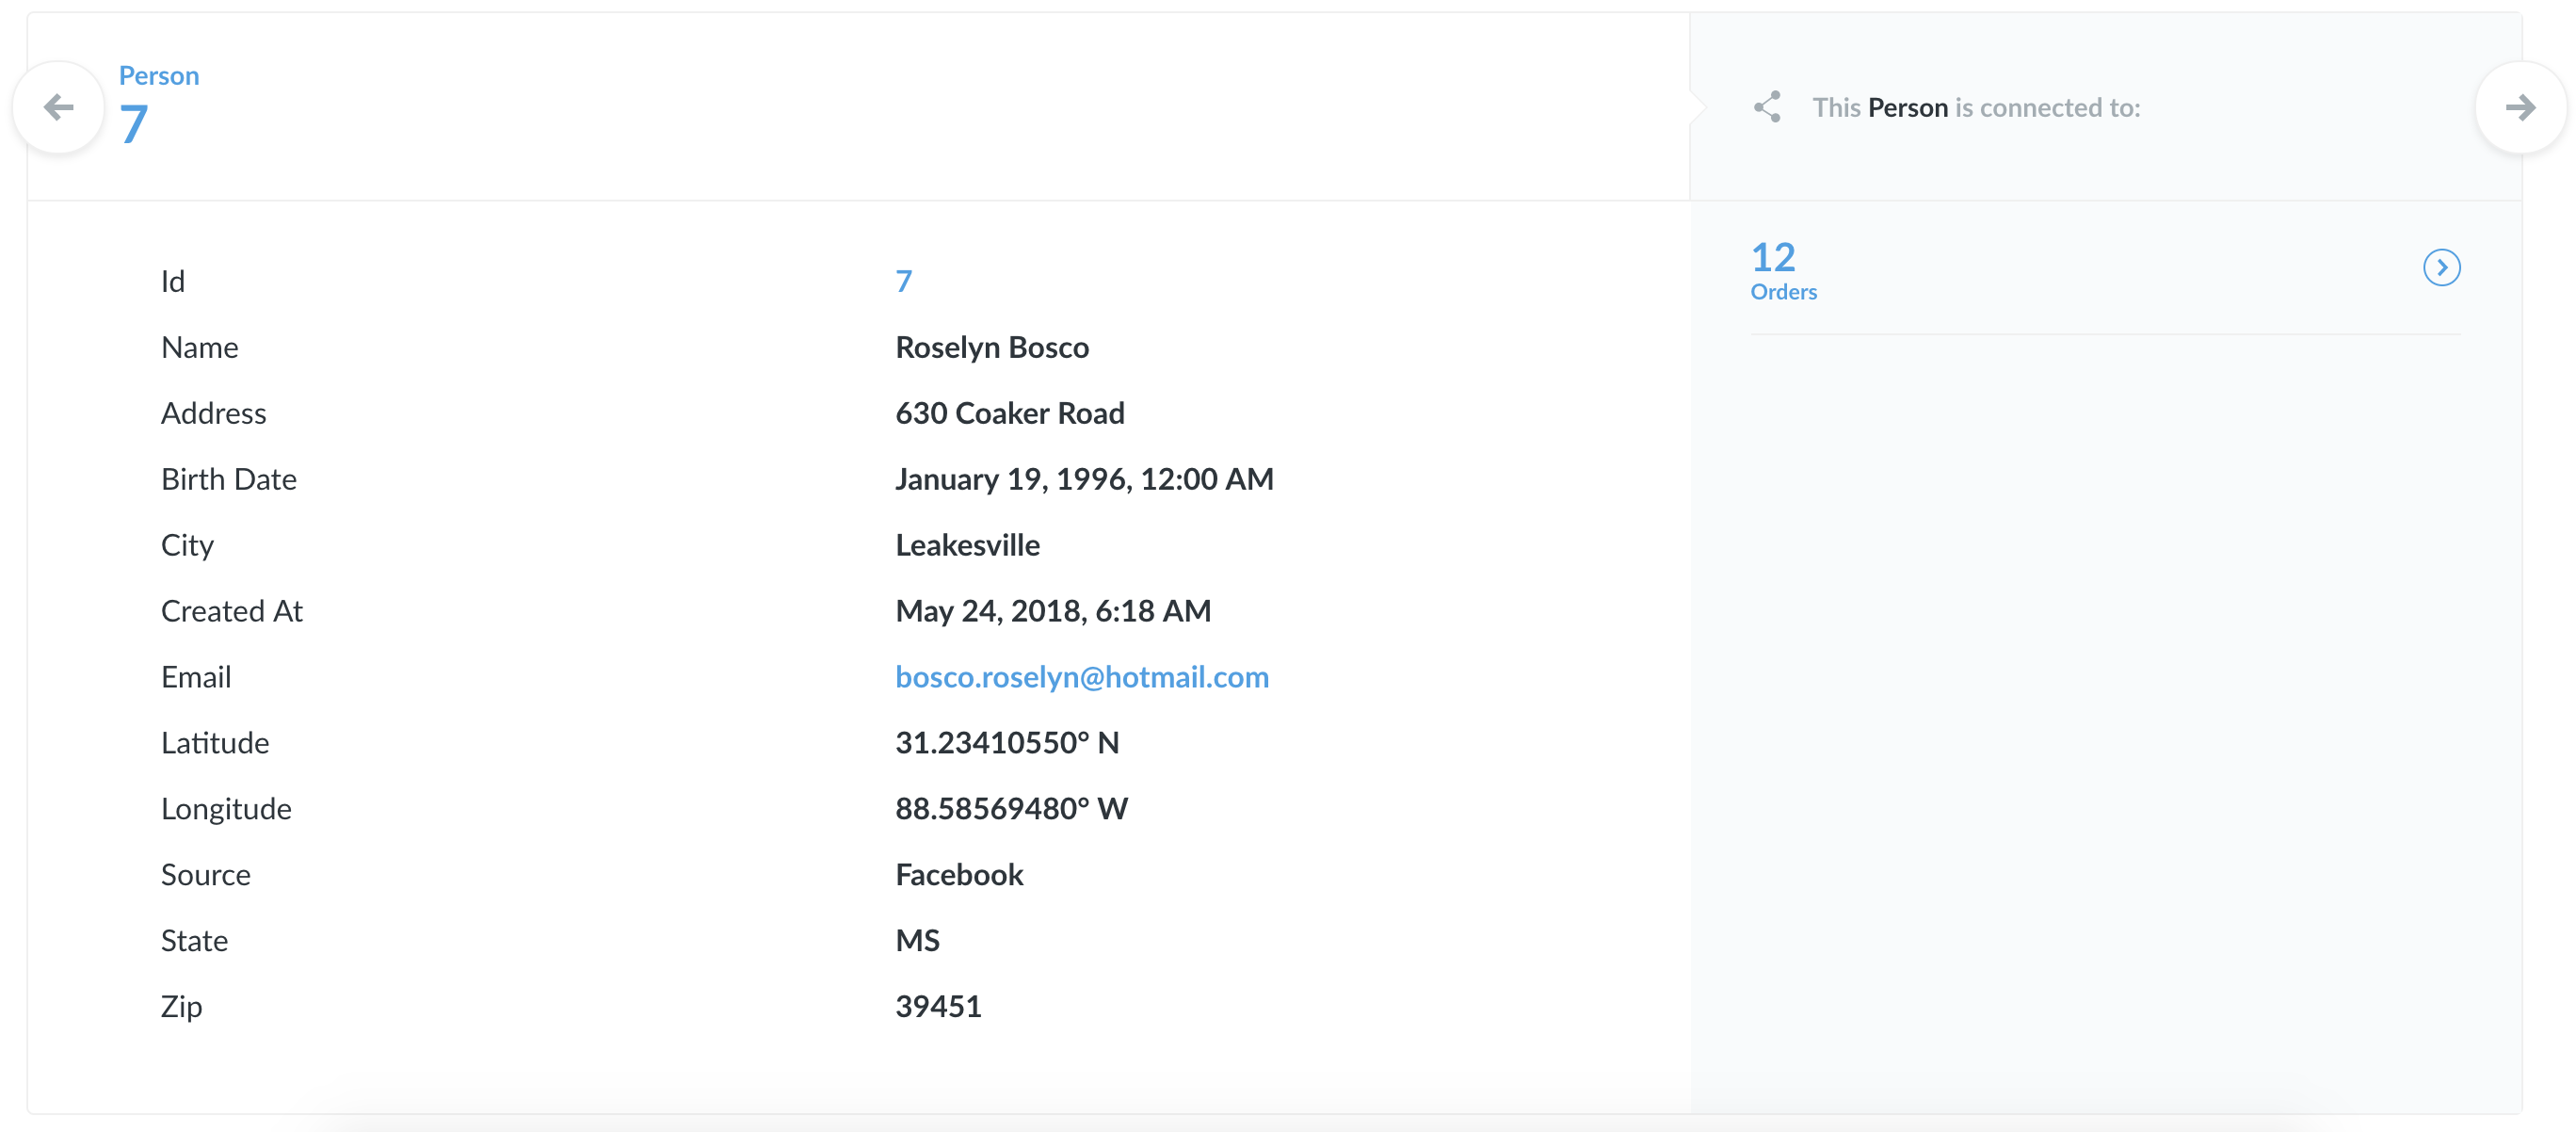 Person
7
This Person is connected to:
Id 7
Name Roselyn Bosco
Address 630 Coaker Road
Birth Date January 19, 1996, 12:00 AM
City Leakesville
Created At May 24, 2018, 6:18 AM
Email bosco.roselyn@hotmail.com
Latitude 31.23410550° N
Longitude 88.58569480° W
Source Facebook
State MS
Zip 39451
12
Orders